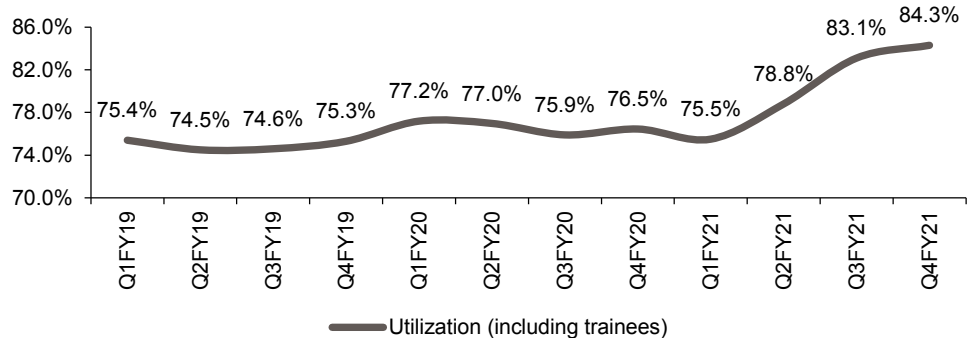 86.0%
82.0%
78.0%
74.0%
70.0%
75.4%
74.5%
74.6%
75.3%
77.2%
77.0%
75.9%
76.5%
75.5%
78.8%
83.1%
84.3%
Q1FY19
Q2FY19
Q3FY19
Q4FY19
Q1FY20
Q2FY20
Q3FY20
Q4FY20
Q1FY21
Q2FY21
Q3FY21
Q4FY21
Utilization (including trainees)